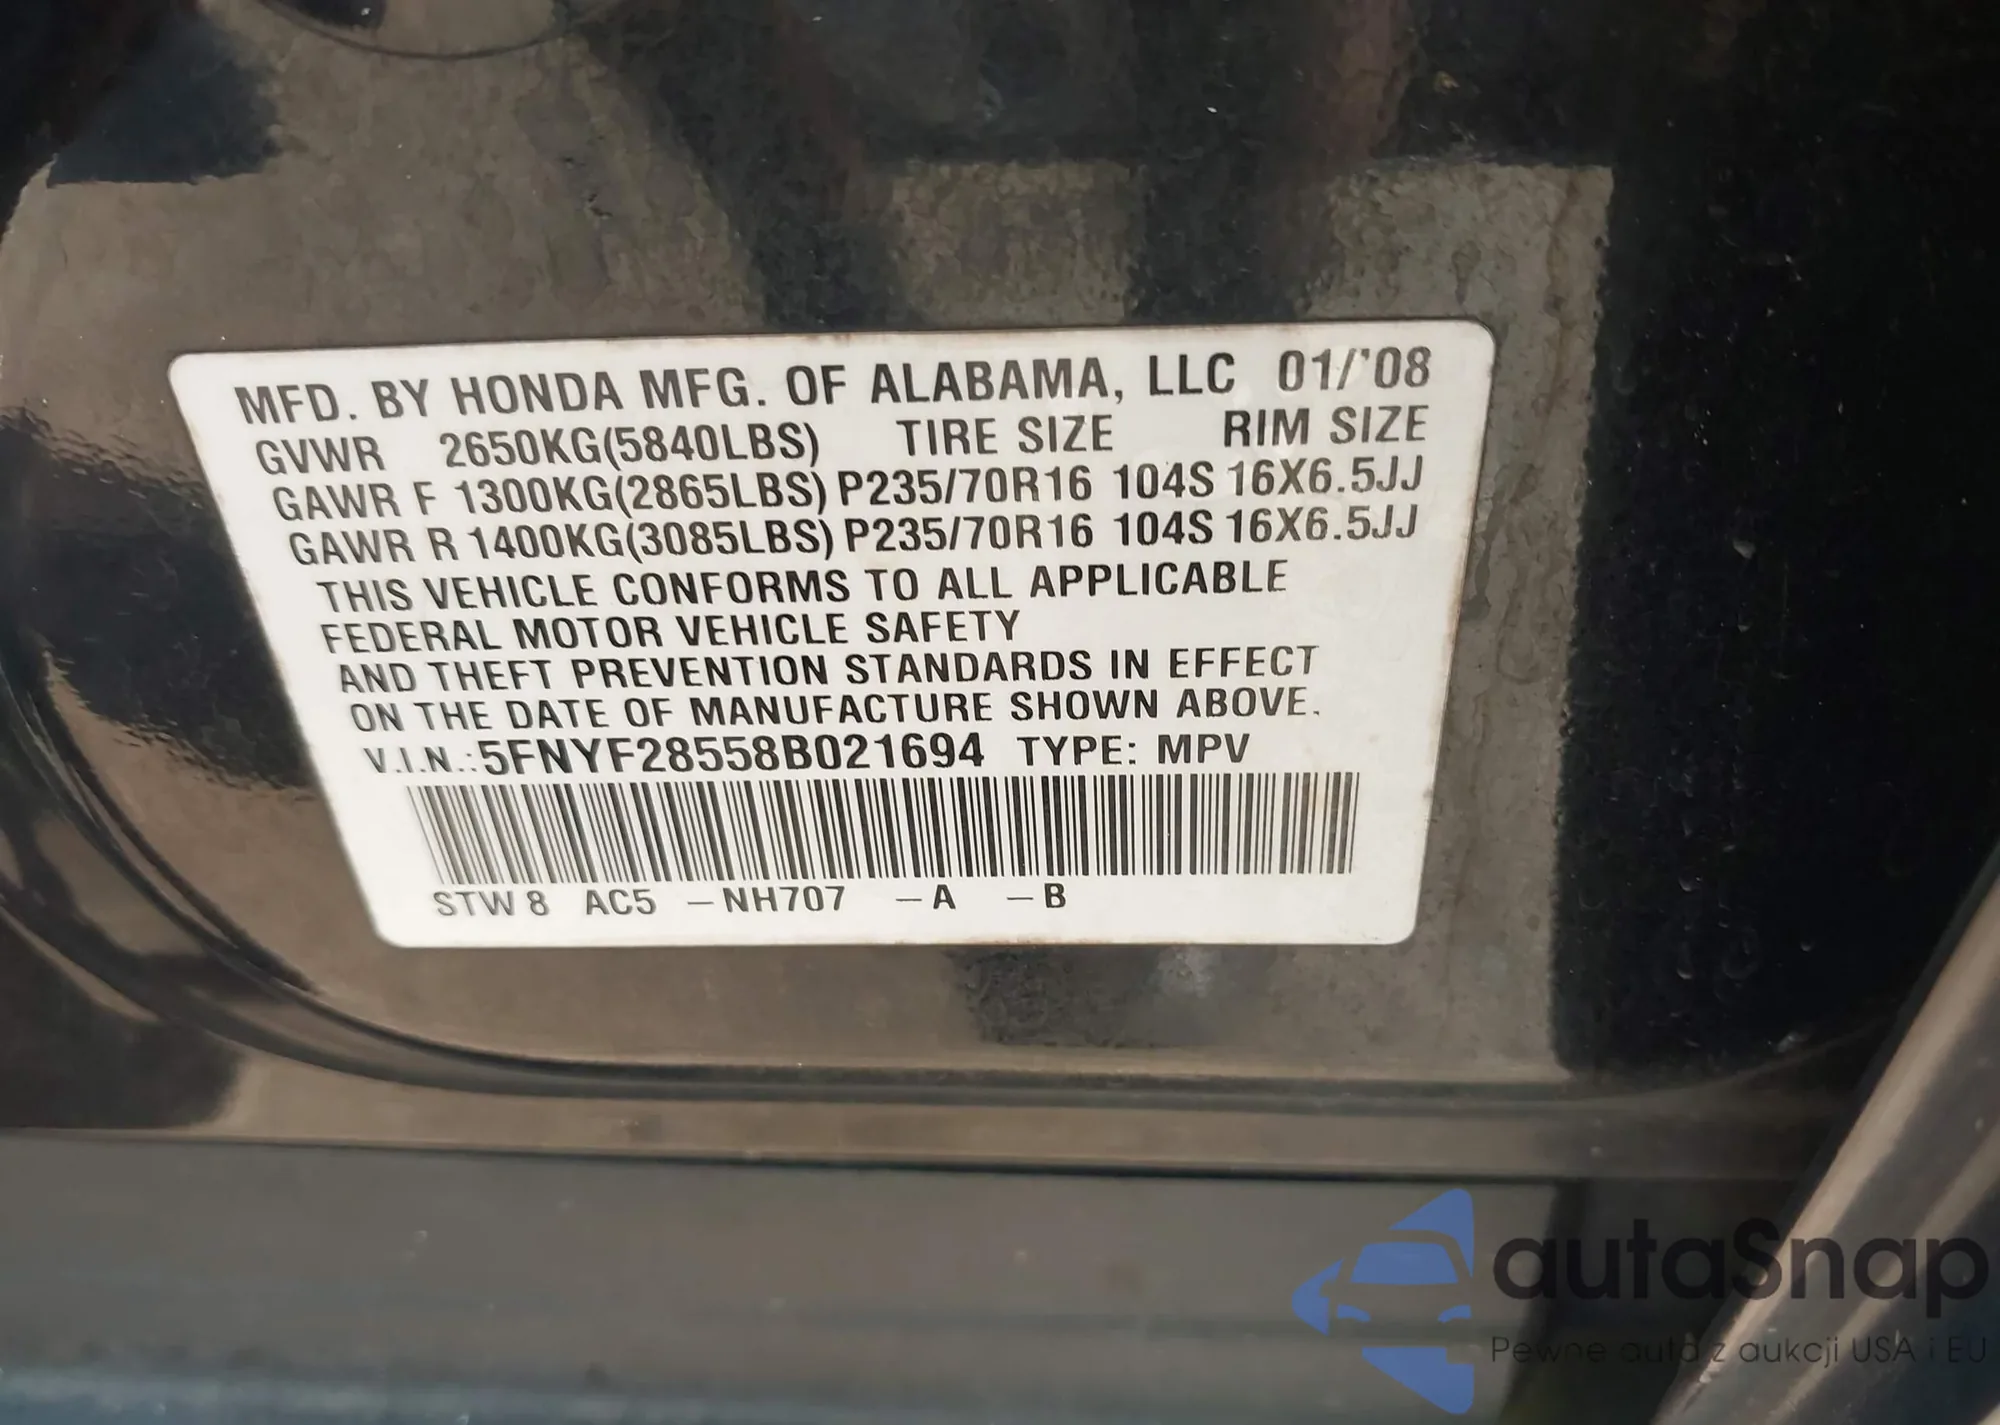 MFD. BY HONDA MFG. OF ALABAMA, LLC 01/'08
GVWR 2650KG(5840LBS) TIRE SIZE RIM SIZE
GAWR F 1300KG(2865LBS) P235/70R16 104S 16X6.5JJ
GAWR R 1400KG(3085LBS) P235/70R16 104S 16X6.5JJ
THIS VEHICLE CONFORMS TO ALL APPLICABLE
FEDERAL MOTOR VEHICLE SAFETY
AND THEFT PREVENTION STANDARDS IN EFFECT
ON THE DATE OF MANUFACTURE SHOWN ABOVE.
V.I.N.:5FNYF28558B021694 TYPE: MPV
STW 8 AC5 –NH707 –A –B
autaSnap
Pewne auta z aukcji USA i EU